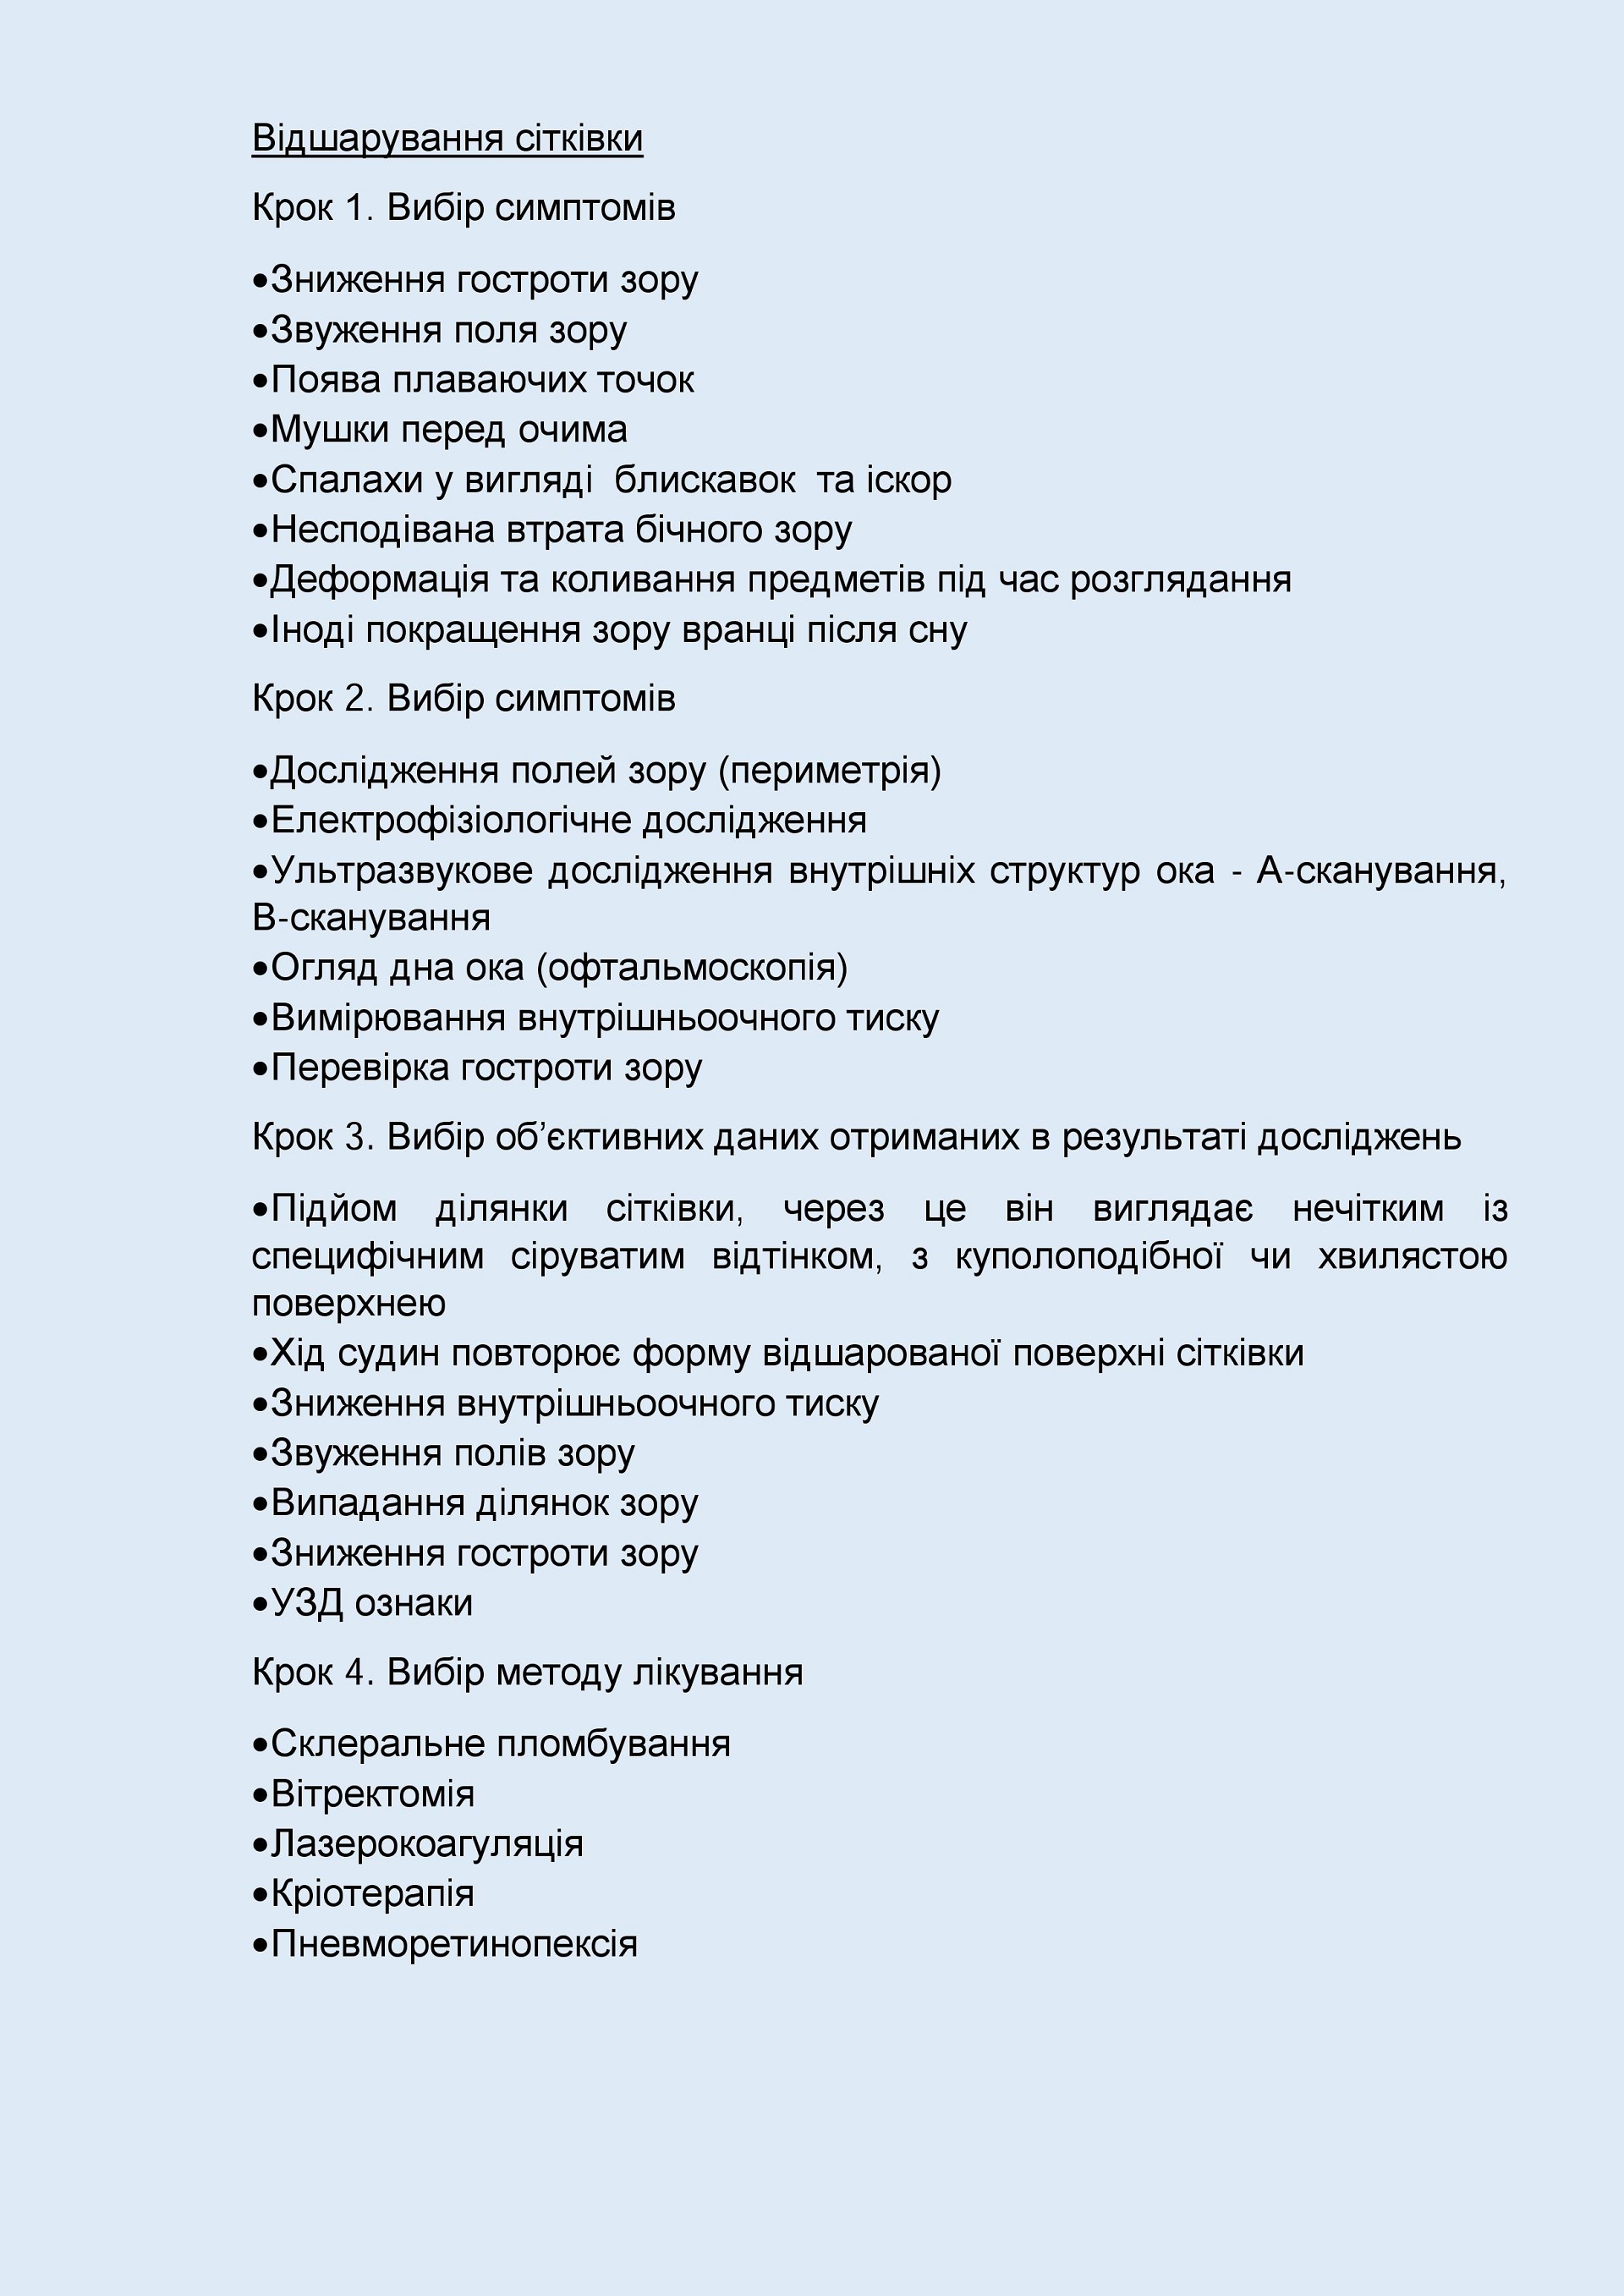 Відшарування сітківки
Крок 1. Вибір симптомів
•Зниження гостроти зору
•Звуження поля зору
•Поява плаваючих точок
•Мушки перед очима
•Спалахи у вигляді  блискавок  та іскор
•Несподівана втрата бічного зору
•Деформація та коливання предметів під час розглядання
•Іноді покращення зору вранці після сну
Крок 2. Вибір симптомів
•Дослідження полей зору (периметрія)
•Електрофізіологічне дослідження
•Ультразвукове дослідження внутрішніх структур ока - А-сканування,
В-сканування
•Огляд дна ока (офтальмоскопія)
•Вимірювання внутрішньоочного тиску
•Перевірка гостроти зору
Крок 3. Вибір об’єктивних даних отриманих в результаті досліджень
•Підйом ділянки сітківки, через це він виглядає нечітким із
специфічним сіруватим відтінком, з куполоподібної чи хвилястою
поверхнею
•Хід судин повторює форму відшарованої поверхні сітківки
•Зниження внутрішньоочного тиску
•Звуження полів зору
•Випадання ділянок зору
•Зниження гостроти зору
•УЗД ознаки
Крок 4. Вибір методу лікування
•Склеральне пломбування
•Вітректомія
•Лазерокоагуляція
•Кріотерапія
•Пневморетинопексія